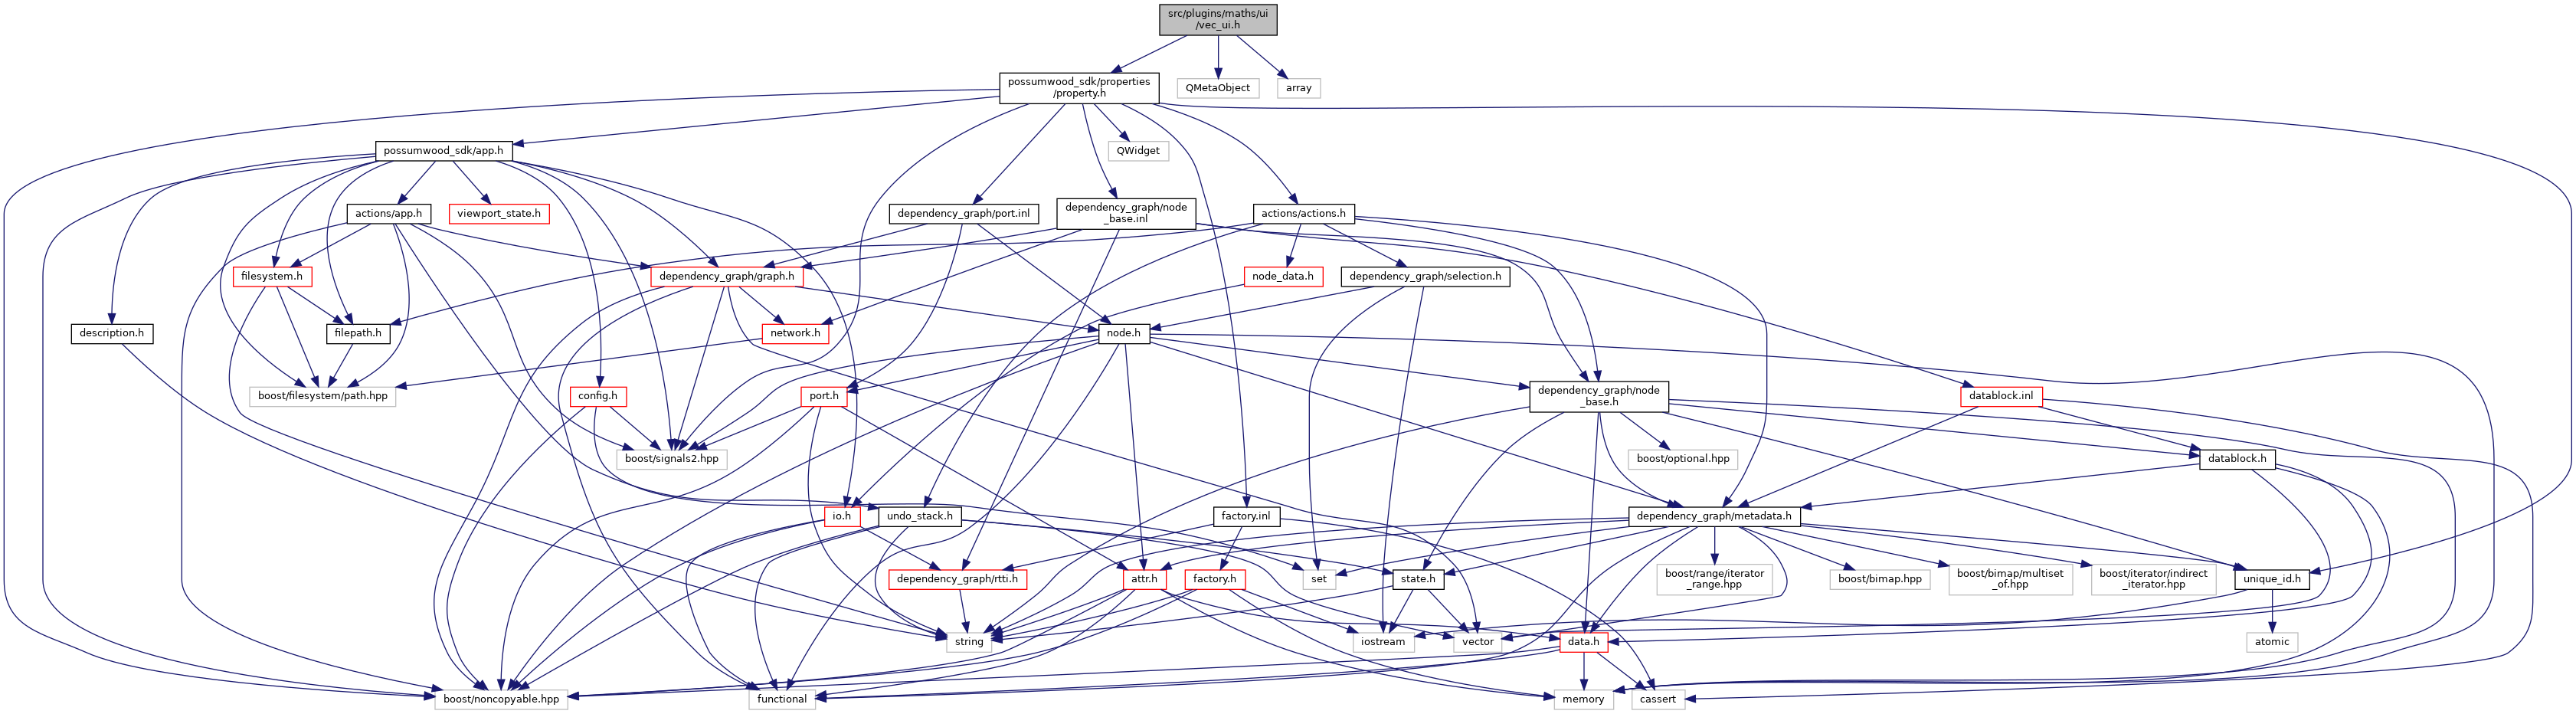 src/plugins/maths/ui
/vec_ui.h
possumwood_sdk/properties
/property.h
QMetaObject
array
possumwood_sdk/app.h
QWidget
actions/app.h
viewport_state.h
dependency_graph/port.inl
dependency_graph/node
_base.inl
actions/actions.h
filesystem.h
dependency_graph/graph.h
node_data.h
dependency_graph/selection.h
description.h
filepath.h
network.h
node.h
boost/filesystem/path.hpp
config.h
port.h
dependency_graph/node
_base.h
datablock.inl
boost/signals2.hpp
boost/optional.hpp
datablock.h
io.h
undo_stack.h
factory.inl
dependency_graph/metadata.h
dependency_graph/rtti.h
attr.h
factory.h
set
state.h
boost/range/iterator
_range.hpp
boost/bimap.hpp
boost/bimap/multiset
_of.hpp
boost/iterator/indirect
_iterator.hpp
unique_id.h
string
iostream
vector
data.h
atomic
boost/noncopyable.hpp
functional
memory
cassert